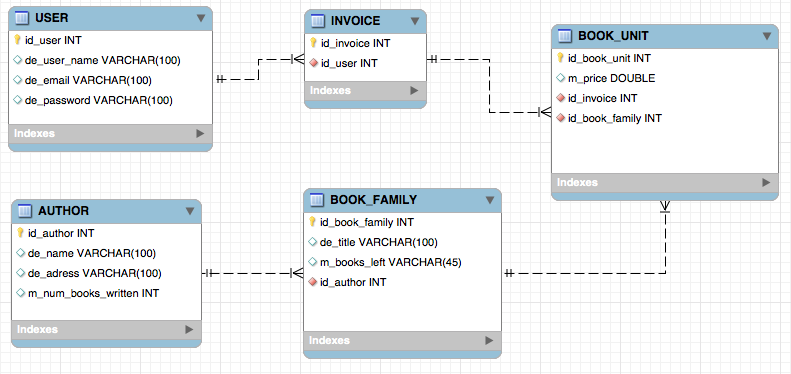 USER
id_user INT
de_user_name VARCHAR(100)
de_email VARCHAR(100)
de_password VARCHAR(100)
Indexes
INVOICE
id_invoice INT
id_user INT
Indexes
BOOK_UNIT
id_book_unit INT
m_price DOUBLE
id_invoice INT
id_book_family INT
Indexes
AUTHOR
id_author INT
de_name VARCHAR(100)
de_adress VARCHAR(100)
m_num_books_written INT
Indexes
BOOK_FAMILY
id_book_family INT
de_title VARCHAR(100)
m_books_left VARCHAR(45)
id_author INT
Indexes